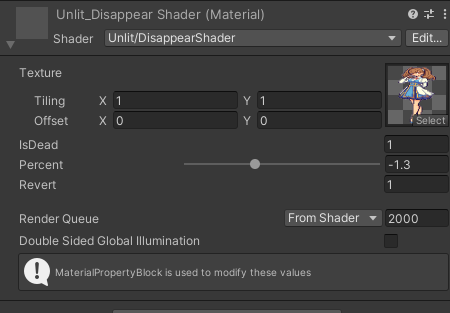 Unlit_Disappear Shader (Material)
Shader Unlit/DisappearShader Edit...
Texture
Tiling X 1 Y 1
Offset X 0 Y 0
Select
IsDead 1
Percent -1.3
Revert 1
Render Queue From Shader 2000
Double Sided Global Illumination
MaterialPropertyBlock is used to modify these values